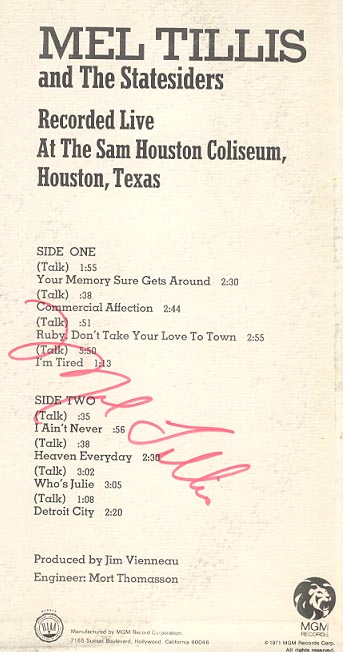 MEL TILLIS
and The Statesiders
Recorded Live
At The Sam Houston Coliseum,
Houston, Texas
SIDE ONE
(Talk) 1:55
Your Memory Sure Gets Around 2:30
(Talk) :38
Commercial Affection 2:44
(Talk) :51
Ruby, Don't Take Your Love To Town 2:55
(Talk) 5:50
I'm Tired 1:13
SIDE TWO
(Talk) :35
I Ain't Never :56
(Talk) :38
Heaven Everyday 2:30
(Talk) 3:02
Who's Julie 3:05
(Talk) 1:08
Detroit City 2:20
Mel Tillis
Produced by Jim Vienneau
Engineer: Mort Thomasson
Manufactured by MGM Record Corporation,
7165 Sunset Boulevard, Hollywood, California 90046
MGM
RECORDS
© 1971 MGM Records Corp.
All rights reserved.